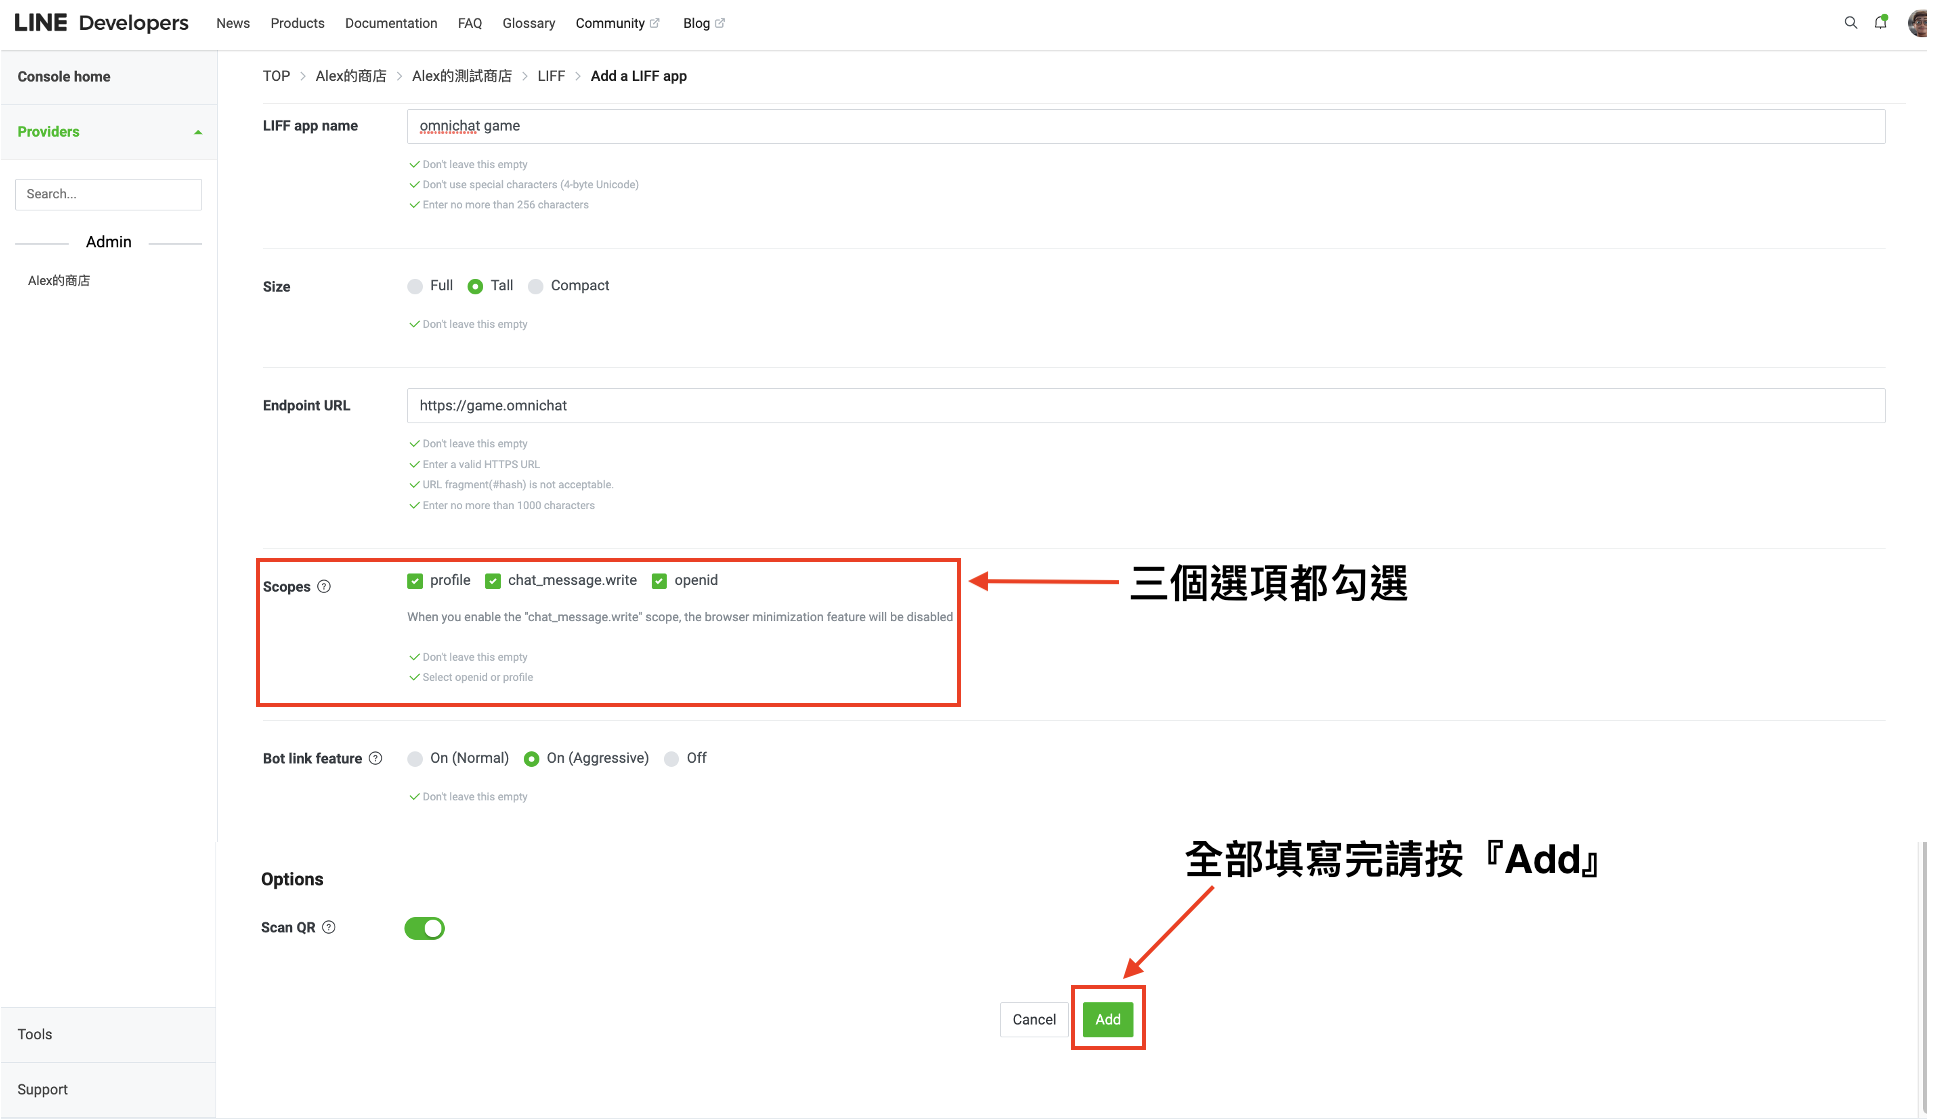 LINE Developers News Products Documentation FAQ Glossary Community Blog
Console home
Providers
Search...
Admin
Alex的商店
Tools
Support
TOP > Alex的商店 > Alex的測試商店 > LIFF > Add a LIFF app
LIFF app name
omnichat game
Don't leave this empty
Don't use special characters (4-byte Unicode)
Enter no more than 256 characters
Size
Full Tall Compact
Don't leave this empty
Endpoint URL
https://game.omnichat
Don't leave this empty
Enter a valid HTTPS URL
URL fragment(#hash) is not acceptable.
Enter no more than 1000 characters
Scopes ?
profile chat_message.write openid
When you enable the "chat_message.write" scope, the browser minimization feature will be disabled
Don't leave this empty
Select openid or profile
三個選項都勾選
Bot link feature ?
On (Normal) On (Aggressive) Off
Don't leave this empty
全部填寫完請按『Add』
Options
Scan QR ?
Cancel Add